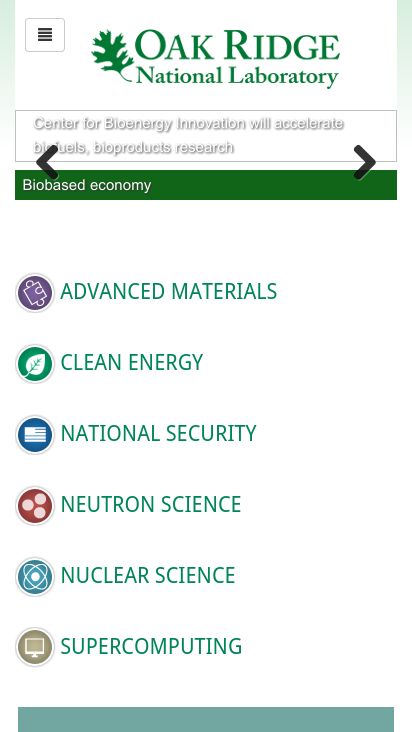 OAK RIDGE
National Laboratory
Center for Bioenergy Innovation will accelerate
biofuels, bioproducts research
Biobased economy
ADVANCED MATERIALS
CLEAN ENERGY
NATIONAL SECURITY
NEUTRON SCIENCE
NUCLEAR SCIENCE
SUPERCOMPUTING